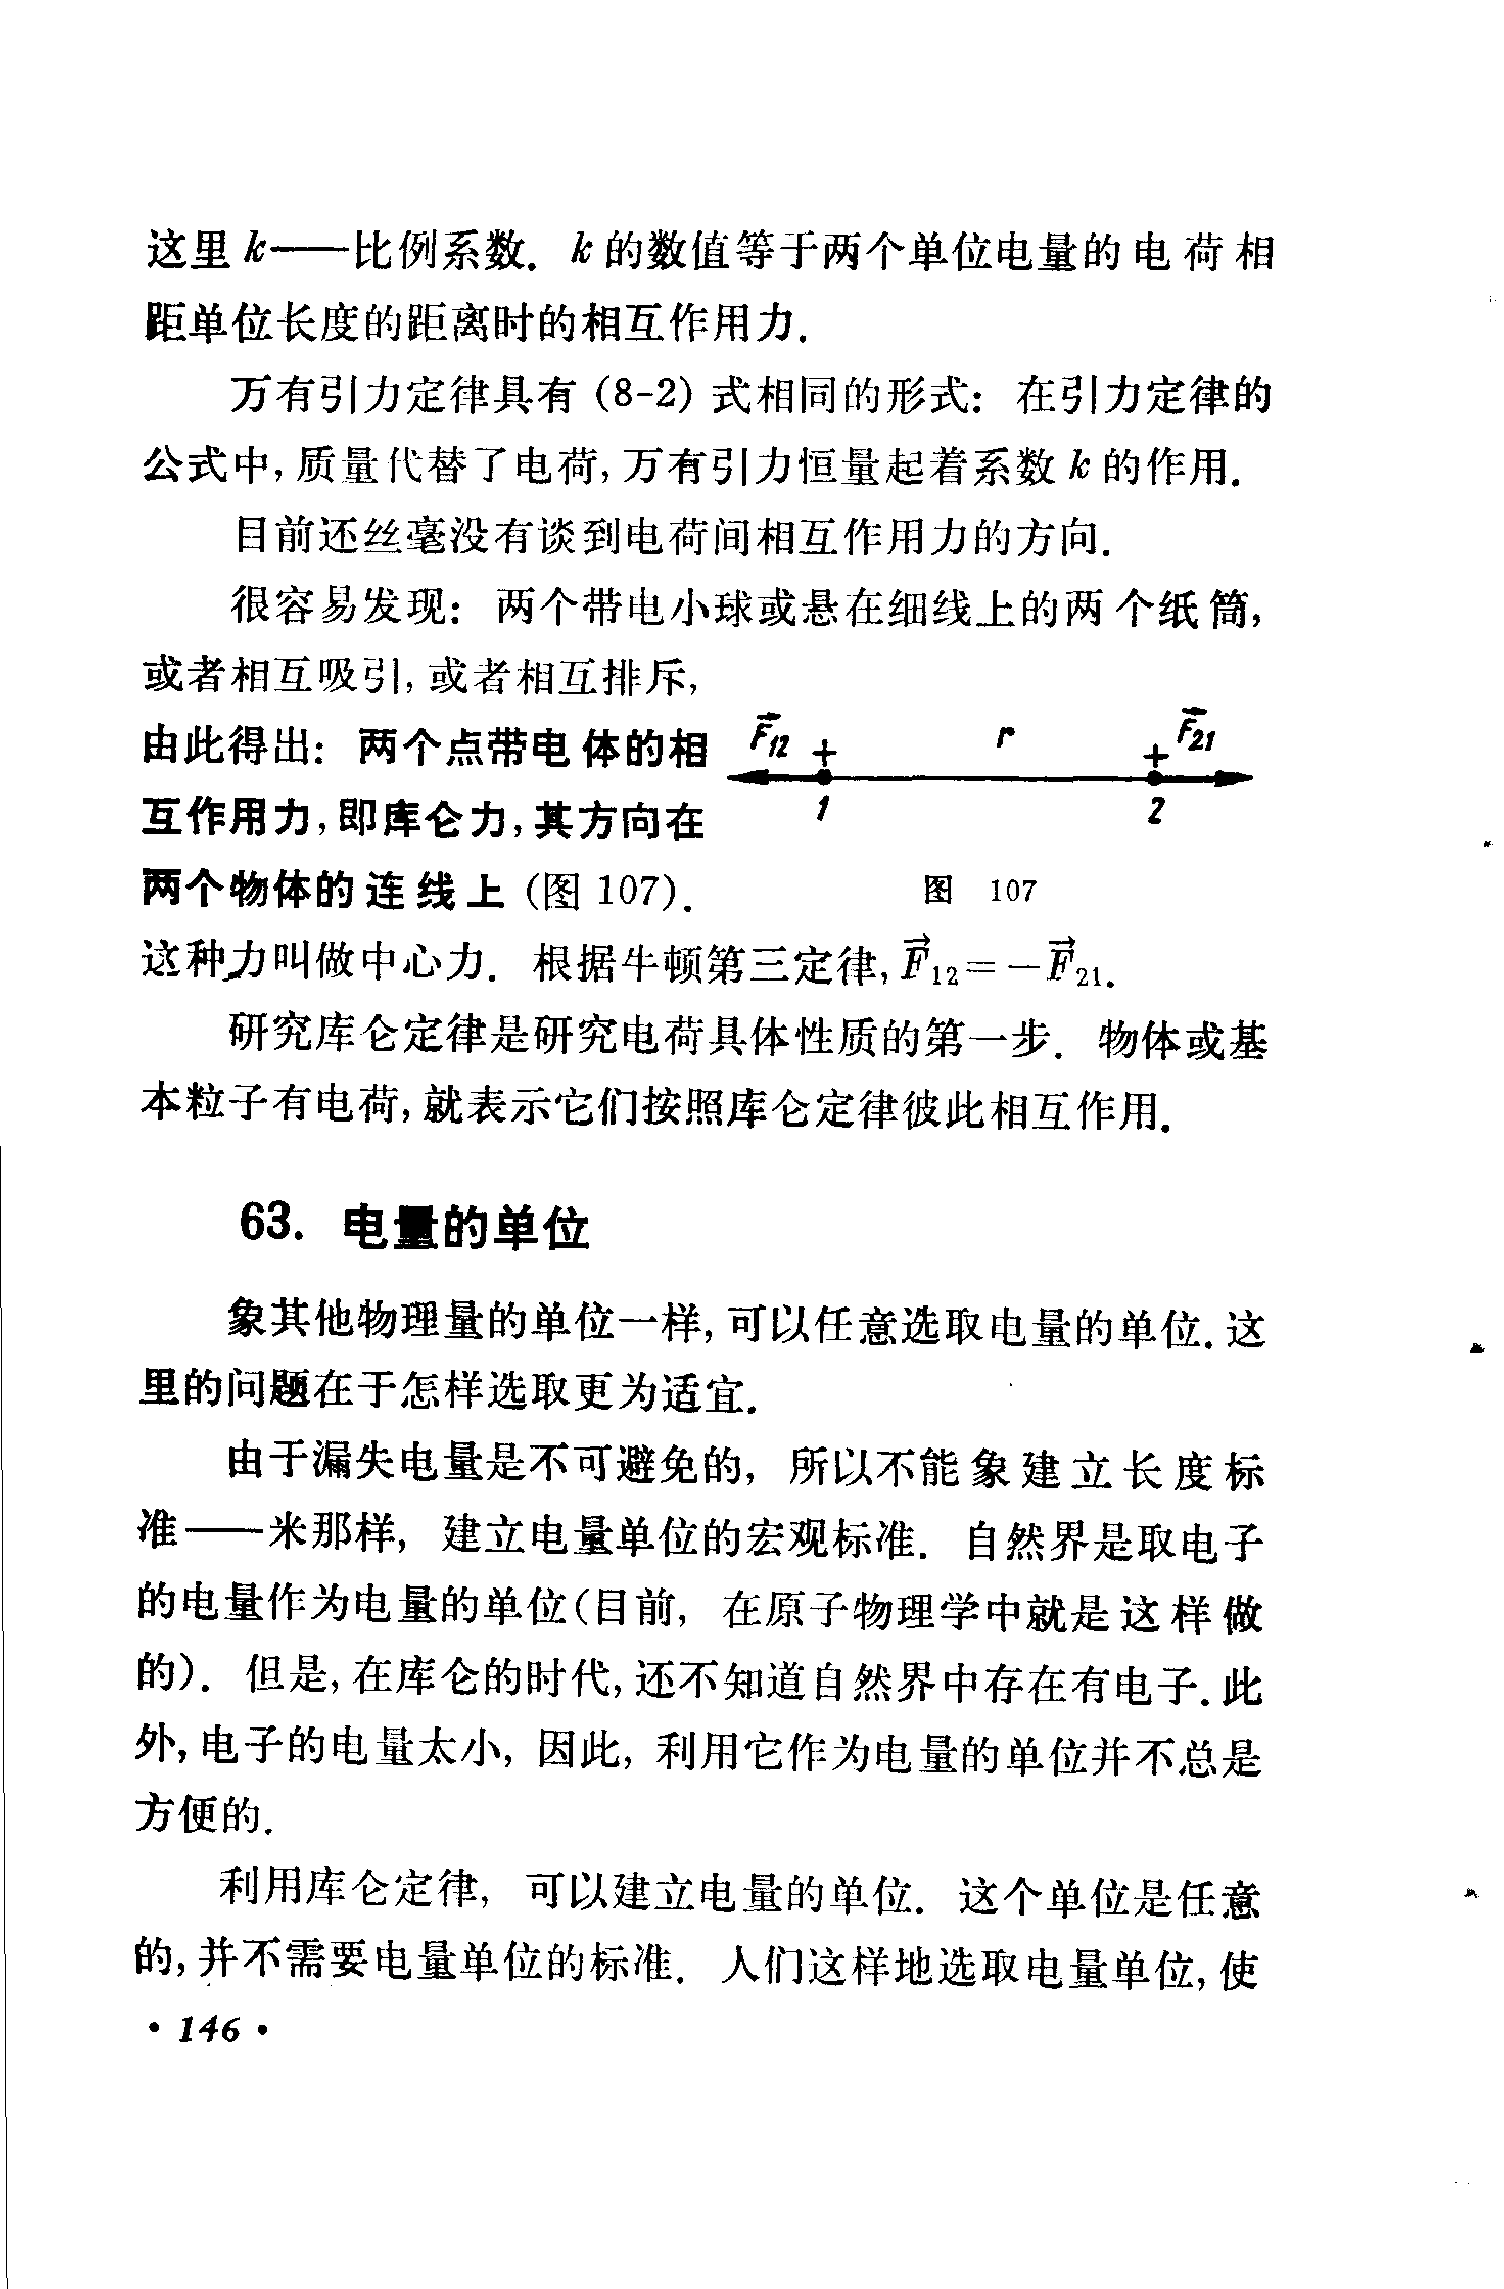 这里 k——比例系数. k 的数值等于两个单位电量的电荷相
距单位长度的距离时的相互作用力.
万有引力定律具有 (8-2) 式相同的形式: 在引力定律的
公式中, 质量代替了电荷, 万有引力恒量起着系数 k 的作用.
目前还丝毫没有谈到电荷间相互作用力的方向.
很容易发现: 两个带电小球或悬在细线上的两个纸筒,
或者相互吸引, 或者相互排斥,
由此得出: 两个点带电体的相
互作用力, 即库仑力, 其方向在
两个物体的连线上 (图 107).
F⃗12 + r + F⃗21
1 2
图 107
这种力叫做中心力. 根据牛顿第三定律, F⃗12 = −F⃗21.
研究库仑定律是研究电荷具体性质的第一步. 物体或基
本粒子有电荷, 就表示它们按照库仑定律彼此相互作用.
63. 电量的单位
象其他物理量的单位一样, 可以任意选取电量的单位. 这
里的问题在于怎样选取更为适宜.
由于漏失电量是不可避免的, 所以不能象建立长度标
准——米那样, 建立电量单位的宏观标准. 自然界是取电子
的电量作为电量的单位(目前, 在原子物理学中就是这样做
的). 但是, 在库仑的时代, 还不知道自然界中存在有电子. 此
外, 电子的电量太小, 因此, 利用它作为电量的单位并不总是
方便的.
利用库仑定律, 可以建立电量的单位. 这个单位是任意
的, 并不需要电量单位的标准. 人们这样地选取电量单位, 使
• 146 •